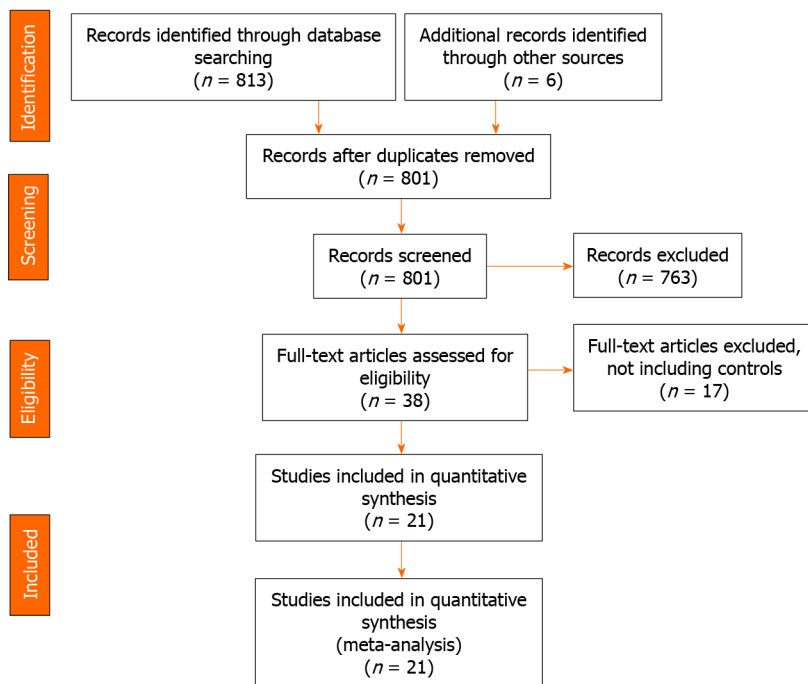 Identification
Records identified through database
searching
(n = 813)
Additional records identified
through other sources
(n = 6)
Records after duplicates removed
(n = 801)
Screening
Records screened
(n = 801)
Records excluded
(n = 763)
Eligibility
Full-text articles assessed for
eligibility
(n = 38)
Full-text articles excluded,
not including controls
(n = 17)
Studies included in quantitative
synthesis
(n = 21)
Included
Studies included in quantitative
synthesis
(meta-analysis)
(n = 21)